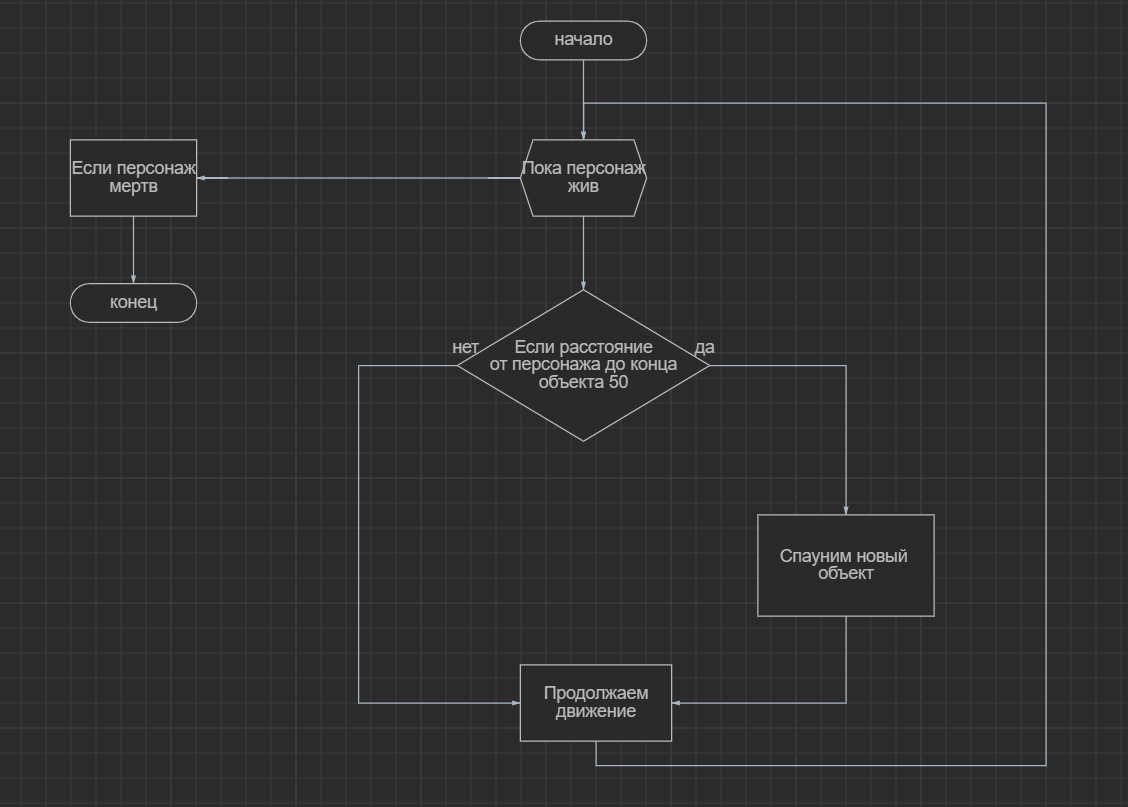 начало
Если персонаж
мертв
Пока персонаж
жив
конец
нет
Если расстояние
от персонажа до конца
объекта 50
да
Спауним новый
объект
Продолжаем
движение